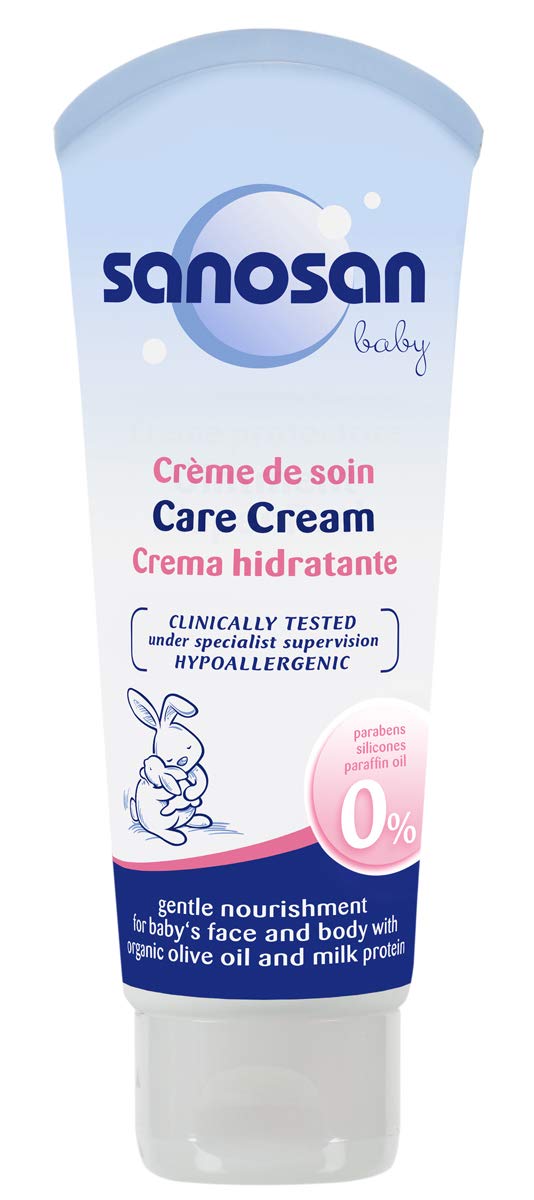 sanosan
baby
Crème de soin
Care Cream
Crema hidratante
CLINICALLY TESTED
under specialist supervision
HYPOALLERGENIC
parabens
silicones
paraffin oil
0%
gentle nourishment
for baby's face and body with
organic olive oil and milk protein